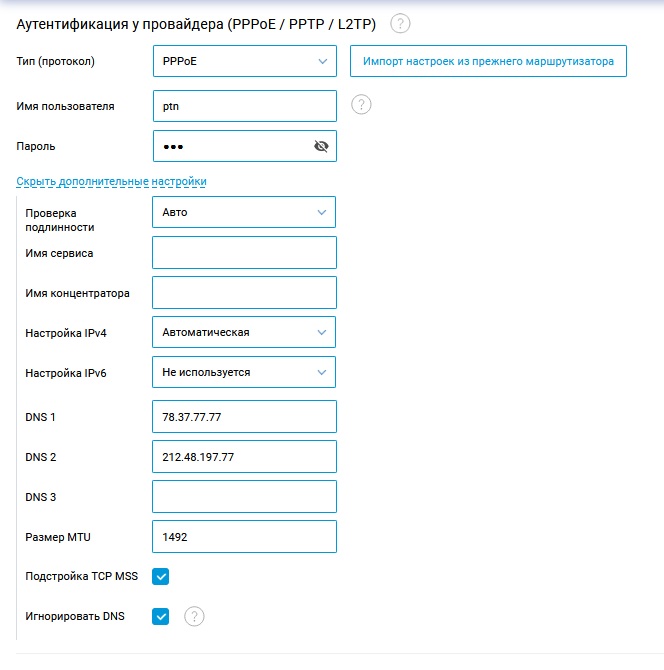 Аутентификация у провайдера (PPPoE / PPTP / L2TP) ?
Тип (протокол) PPPoE Импорт настроек из прежнего маршрутизатора
Имя пользователя ptn ?
Пароль •••
Скрыть дополнительные настройки
Проверка
подлинности Авто
Имя сервиса
Имя концентратора
Настройка IPv4 Автоматическая
Настройка IPv6 Не используется
DNS 1 78.37.77.77
DNS 2 212.48.197.77
DNS 3
Размер MTU 1492
Подстройка TCP MSS
Игнорировать DNS ?